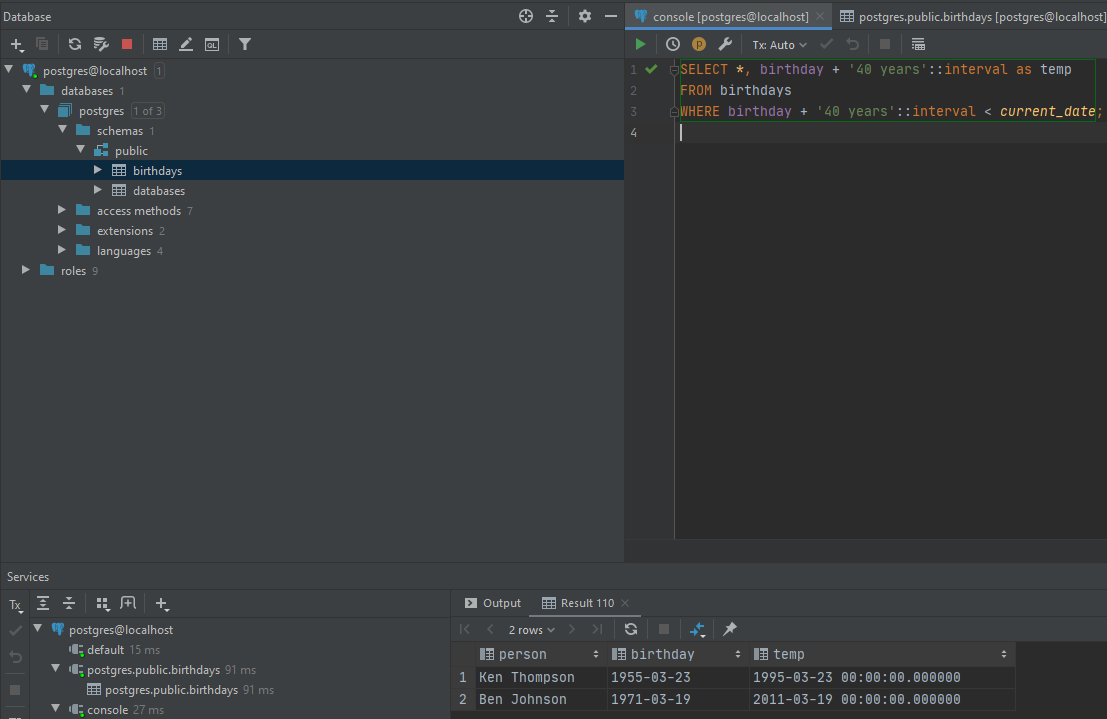 Database
postgres@localhost 1
databases 1
postgres 1 of 3
schemas 1
public
birthdays
databases
access methods 7
extensions 2
languages 4
roles 9
console [postgres@localhost]
postgres.public.birthdays [postgres@localhost]
Tx: Auto
1 SELECT *, birthday + '40 years'::interval as temp
2 FROM birthdays
3 WHERE birthday + '40 years'::interval < current_date;
4
Services
Tx
postgres@localhost
default 15 ms
postgres.public.birthdays 91 ms
postgres.public.birthdays 91 ms
console 27 ms
Output
Result 110
2 rows
person birthday temp
1 Ken Thompson 1955-03-23 1995-03-23 00:00:00.000000
2 Ben Johnson 1971-03-19 2011-03-19 00:00:00.000000